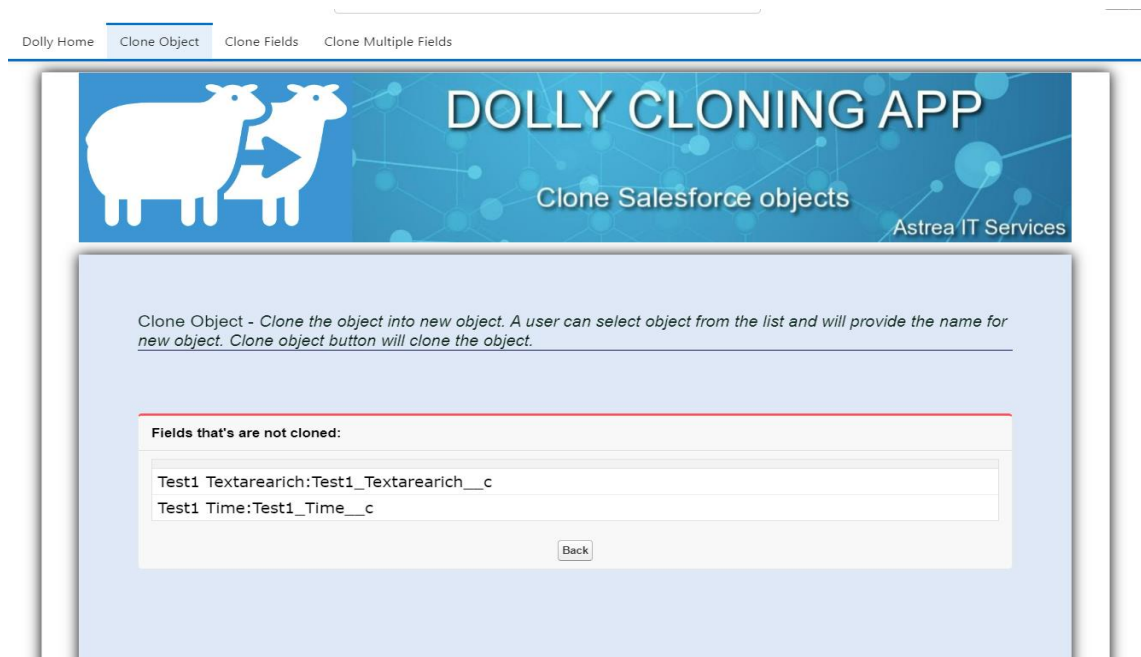 Dolly Home Clone Object Clone Fields Clone Multiple Fields
DOLLY CLONING APP
Clone Salesforce objects
Astrea IT Services
Clone Object - Clone the object into new object. A user can select object from the list and will provide the name for
new object. Clone object button will clone the object.
Fields that's are not cloned:
Test1 Textarearich:Test1_Textarearich__c
Test1 Time:Test1_Time__c
Back